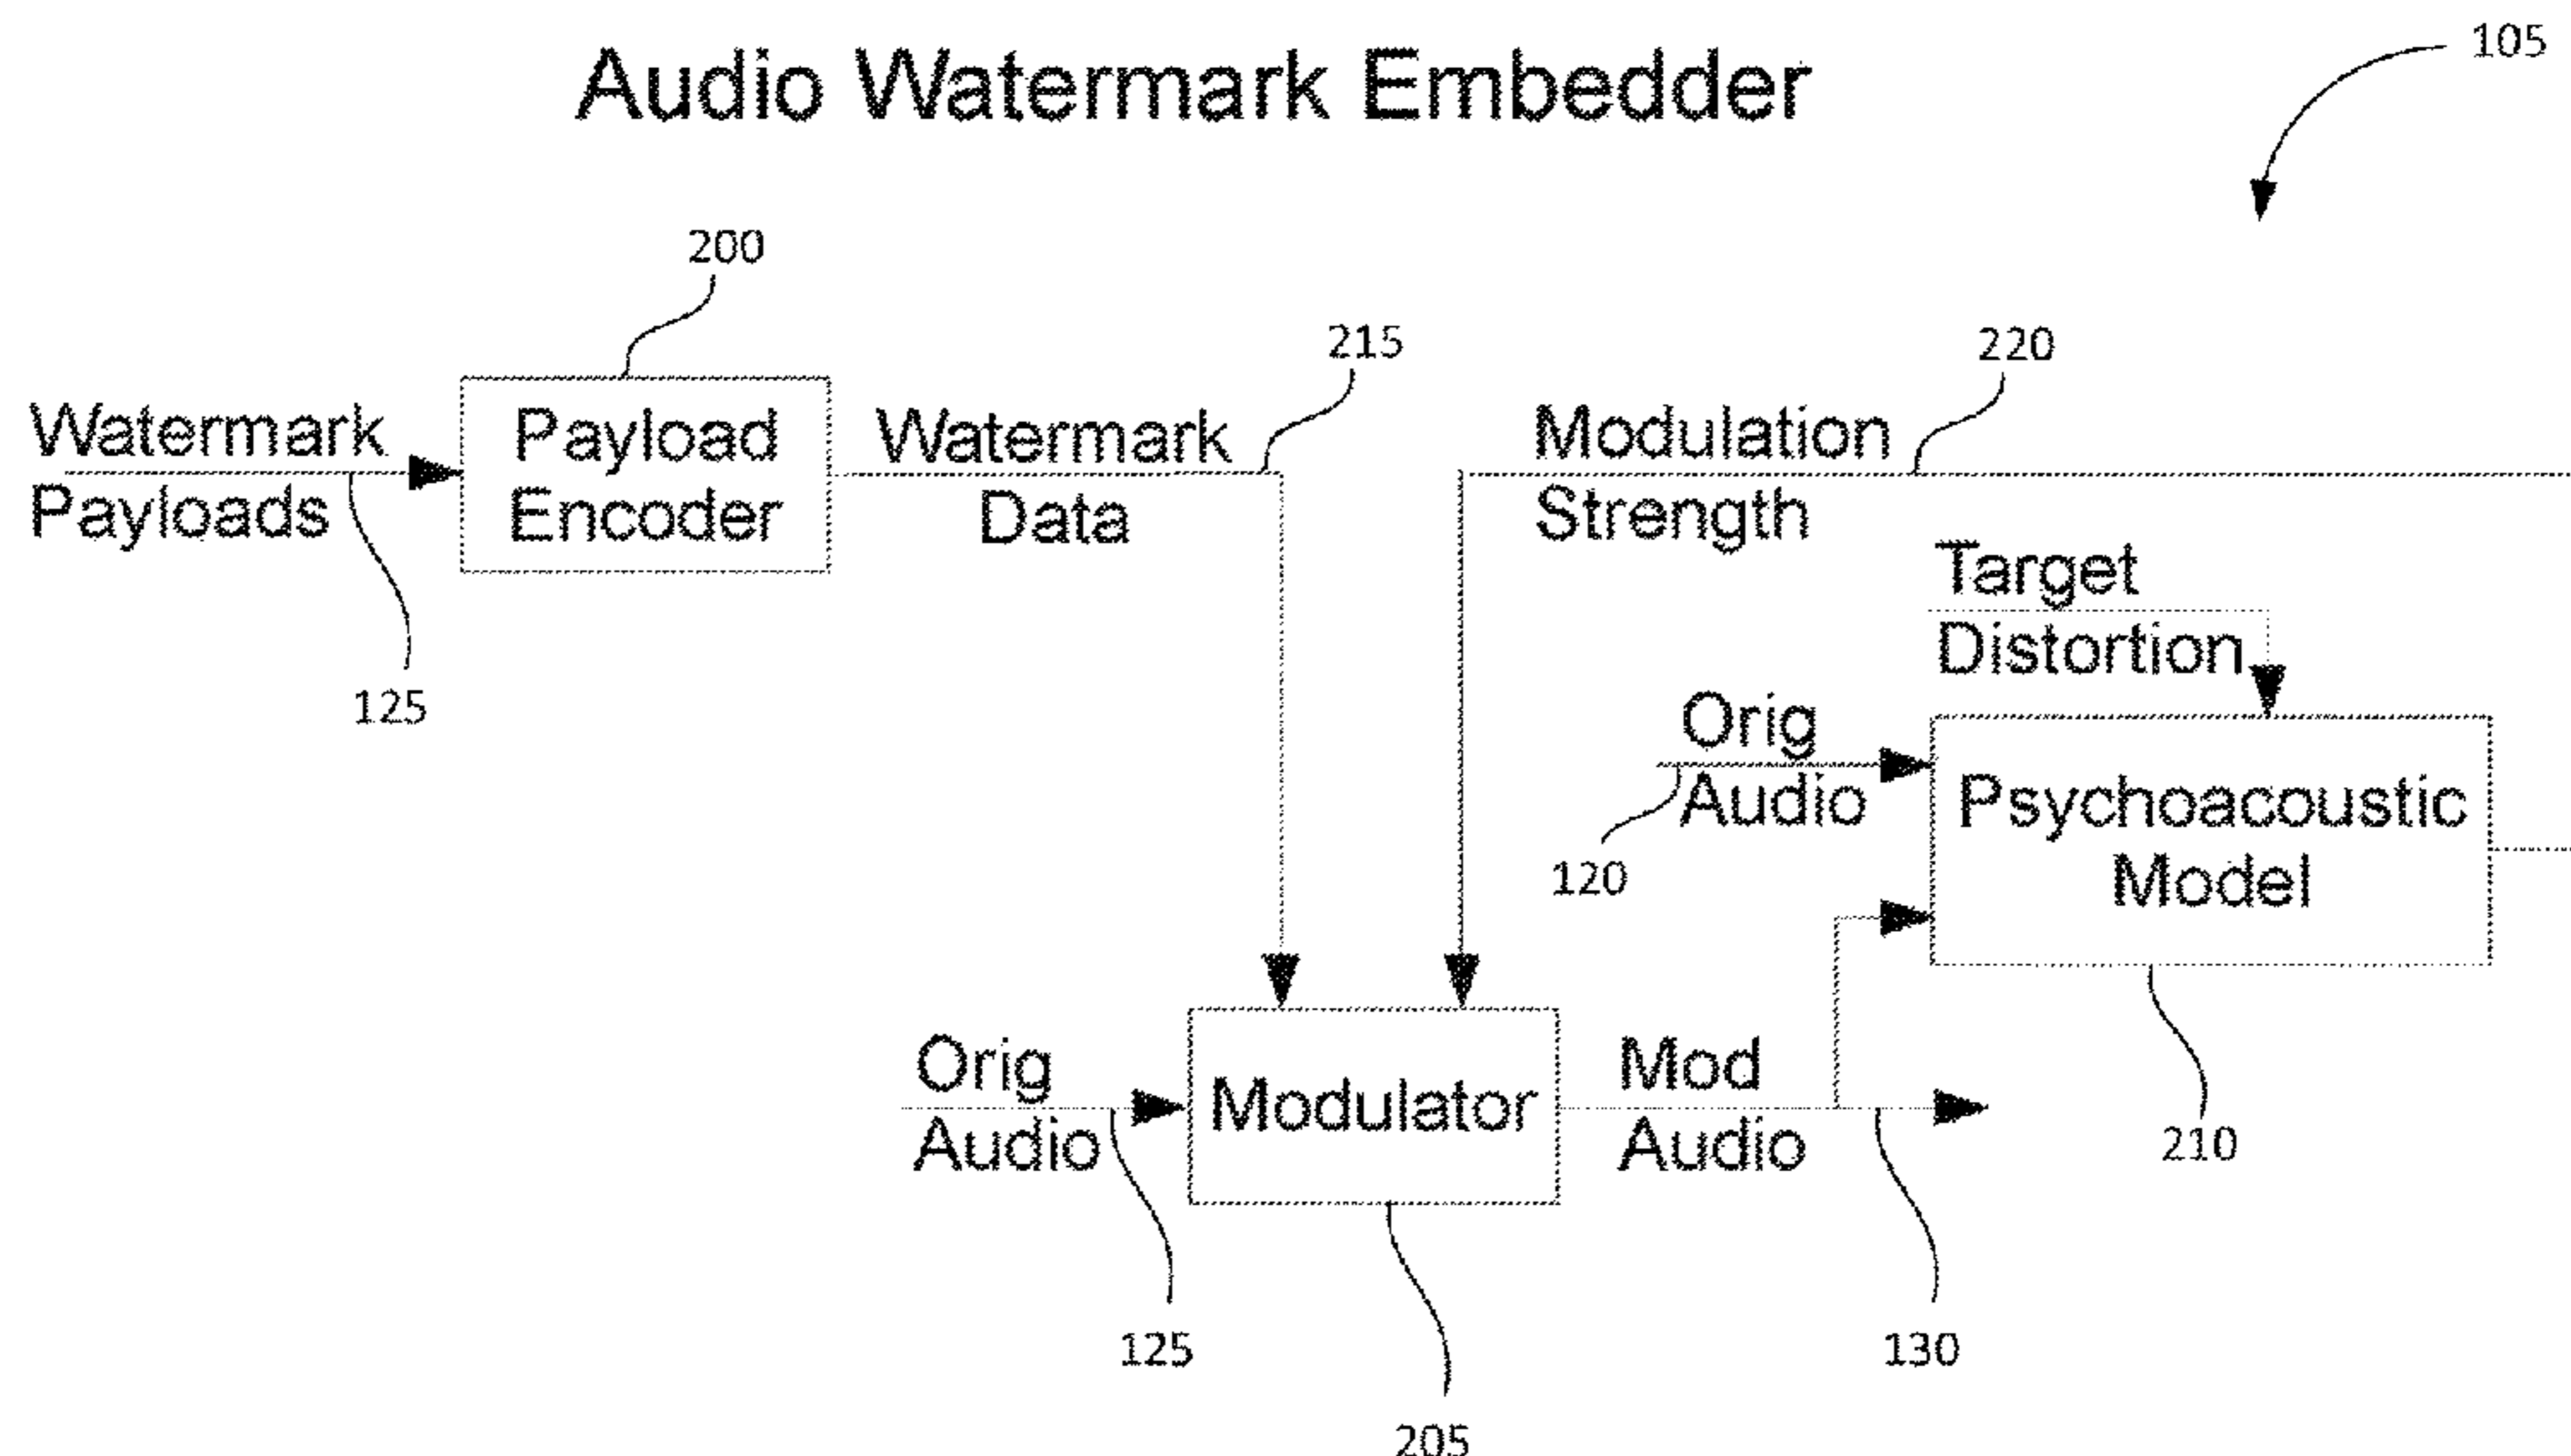 105
Audio Watermark Embedder
200
215
220
Watermark
Payloads
125
Payload
Encoder
Watermark
Data
Modulation
Strength
Target
Distortion
Orig
Audio
120
Psychoacoustic
Model
210
Orig
Audio
125
Modulator
205
Mod
Audio
130